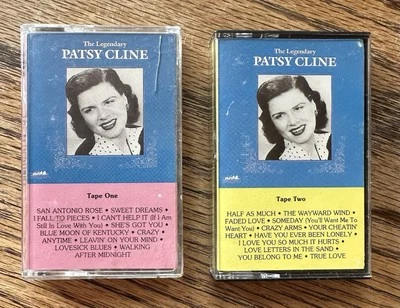 The Legendary
PATSY CLINE
Tape One
SAN ANTONIO ROSE • SWEET DREAMS •
I FALL TO PIECES • I CAN'T HELP IT (If I Am
Still In Love With You) • SHE'S GOT YOU •
BLUE MOON OF KENTUCKY • CRAZY •
ANYTIME • LEAVIN' ON YOUR MIND •
LOVESICK BLUES • WALKING
AFTER MIDNIGHT
The Legendary
PATSY CLINE
Tape Two
HALF AS MUCH • THE WAYWARD WIND •
FADED LOVE • SOMEDAY (You'll Want Me To
Want You) • CRAZY ARMS • YOUR CHEATIN'
HEART • HAVE YOU EVER BEEN LONELY •
I LOVE YOU SO MUCH IT HURTS •
LOVE LETTERS IN THE SAND •
YOU BELONG TO ME • TRUE LOVE